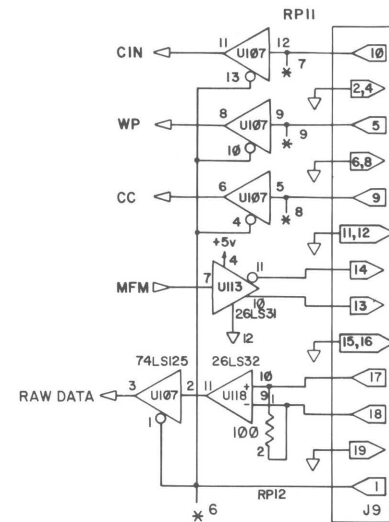 RP11
CIN 11 U107 12 10
13 * 7
2,4
WP 8 U107 9 5
10 * 9
6,8
CC 6 U107 5 9
4 * 8
+5v 11,12
4
11 14
MFM 7 U113
10 13
26LS31
12
15,16
74LS125 26LS32 10 17
RAW DATA 3 U107 2 11 U118 + 9 1 18
-
1 100
2 19
RP12 1
* 6 J9